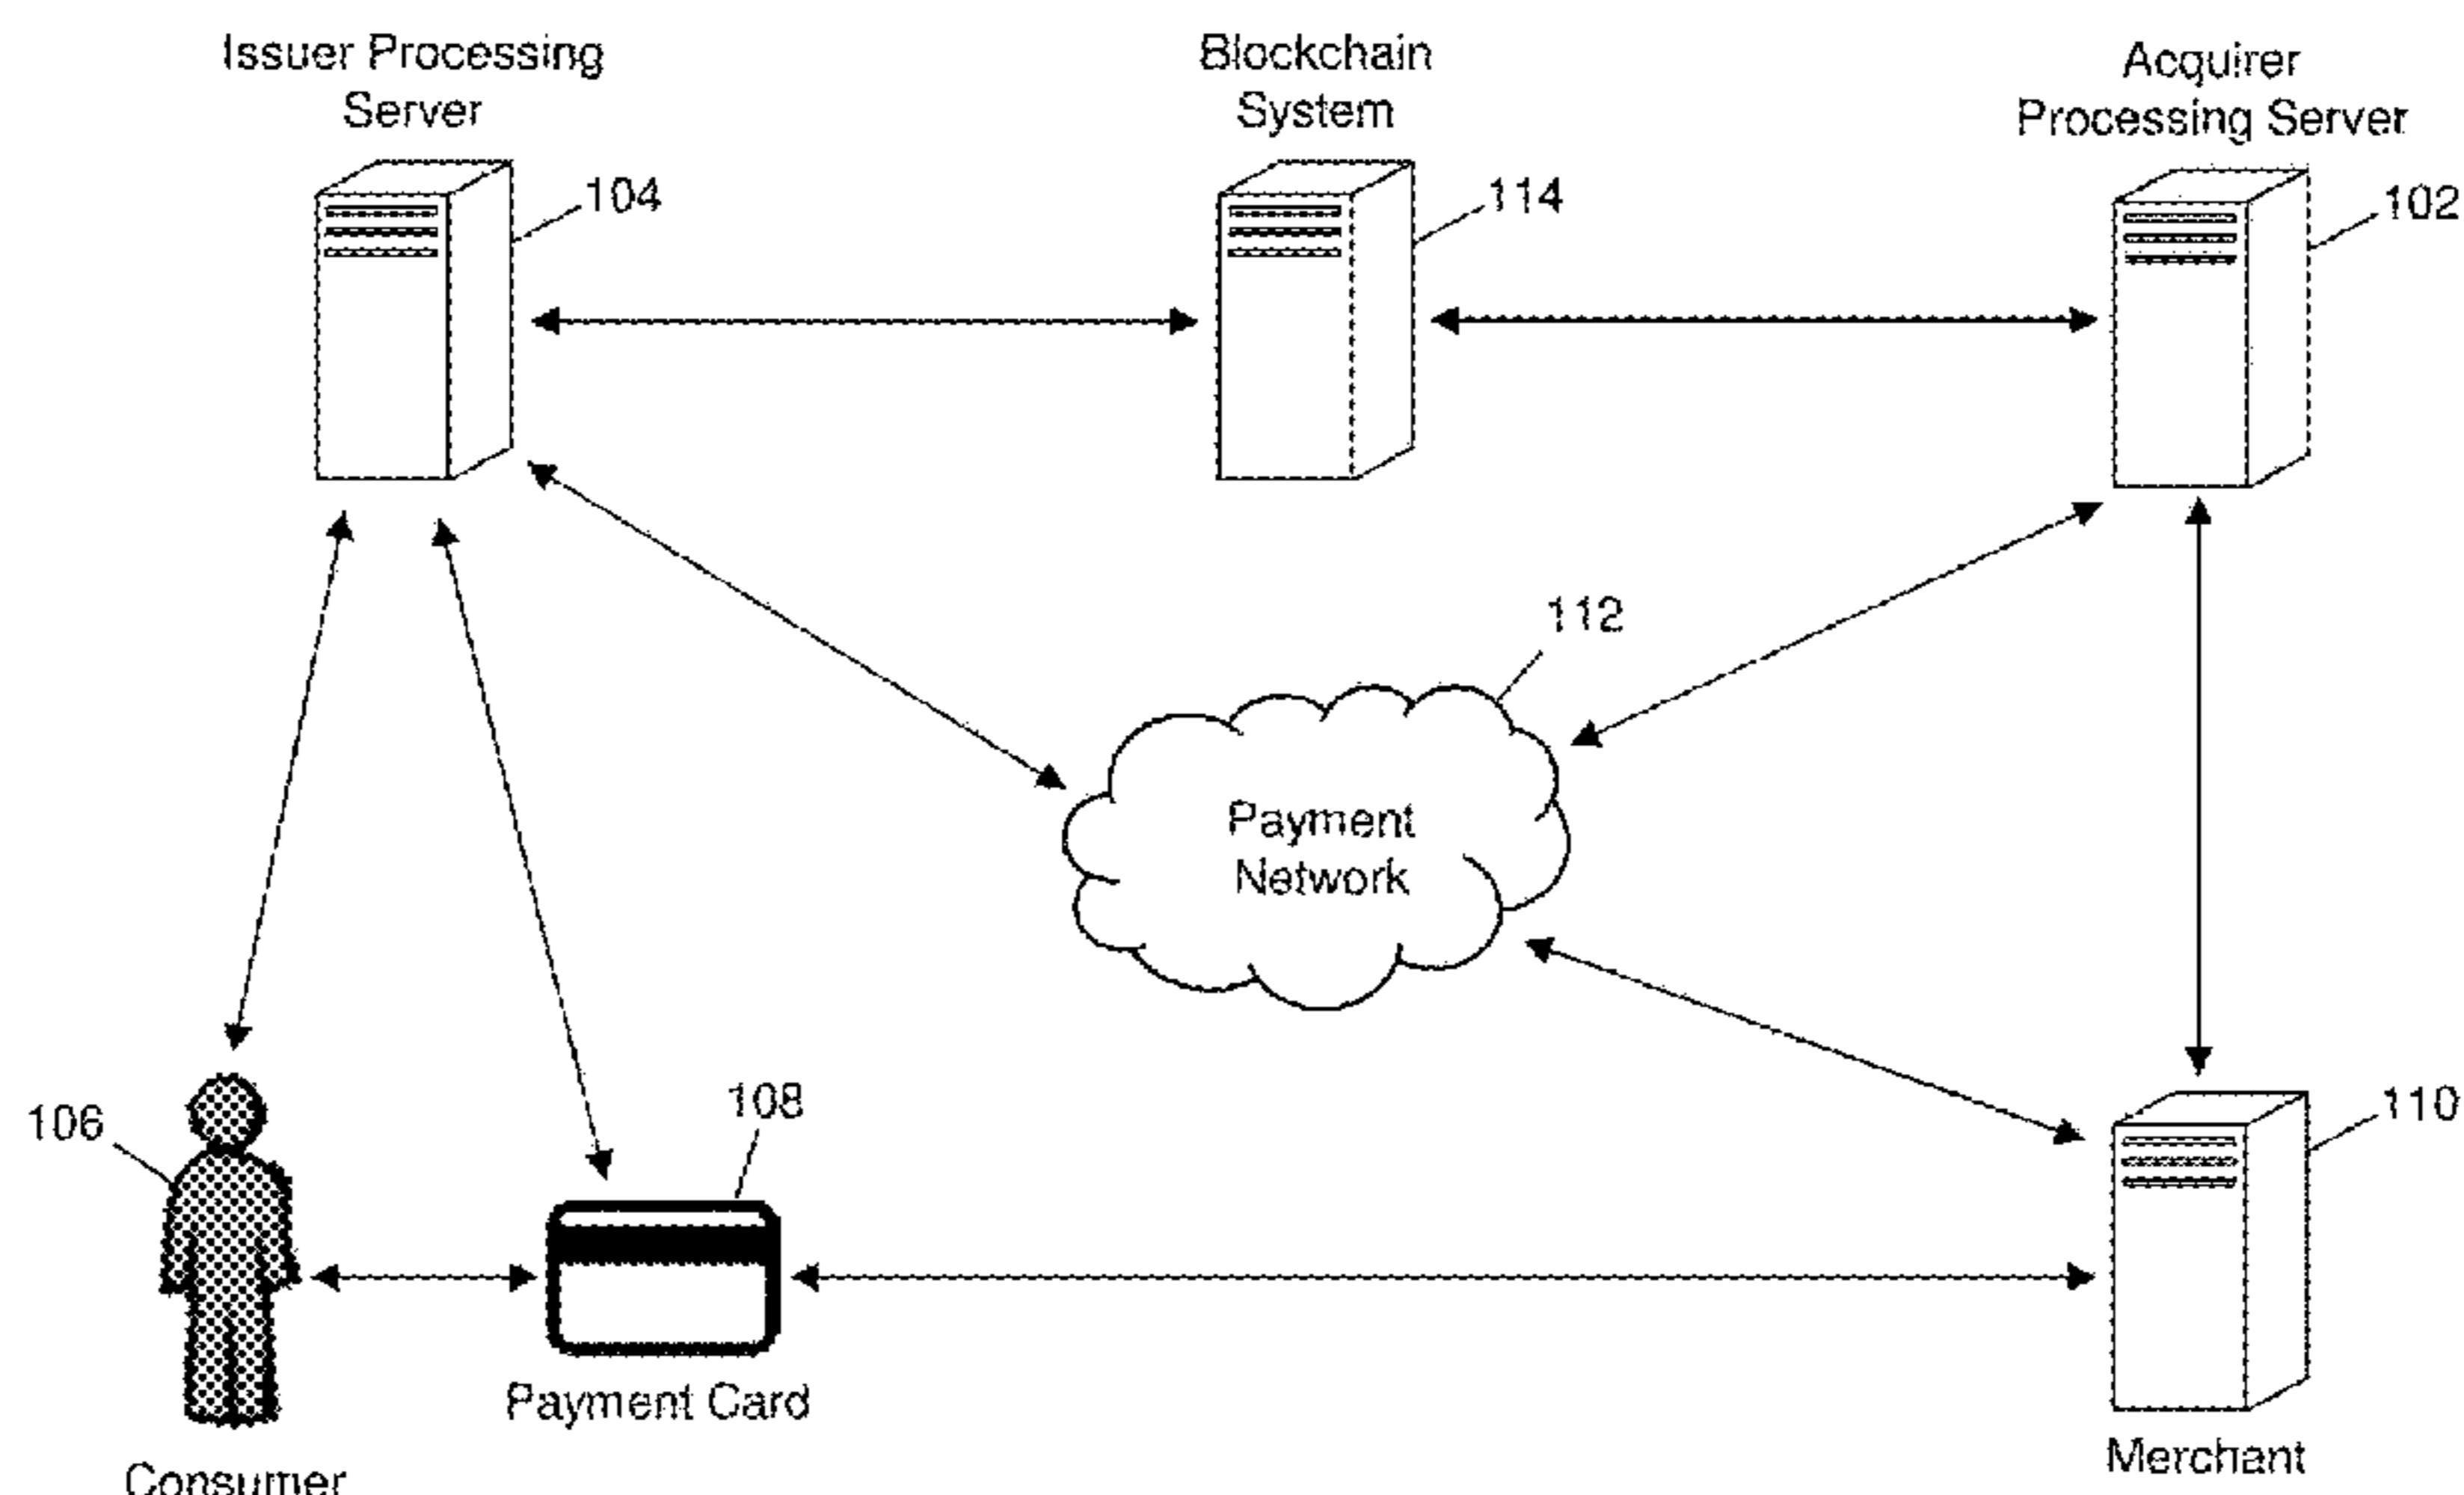 Issuer Processing
Server
Blockchain
System
Acquirer
Processing Server
104
114
102
112
Payment
Network
106
108
110
Payment Card
Merchant
Consumer